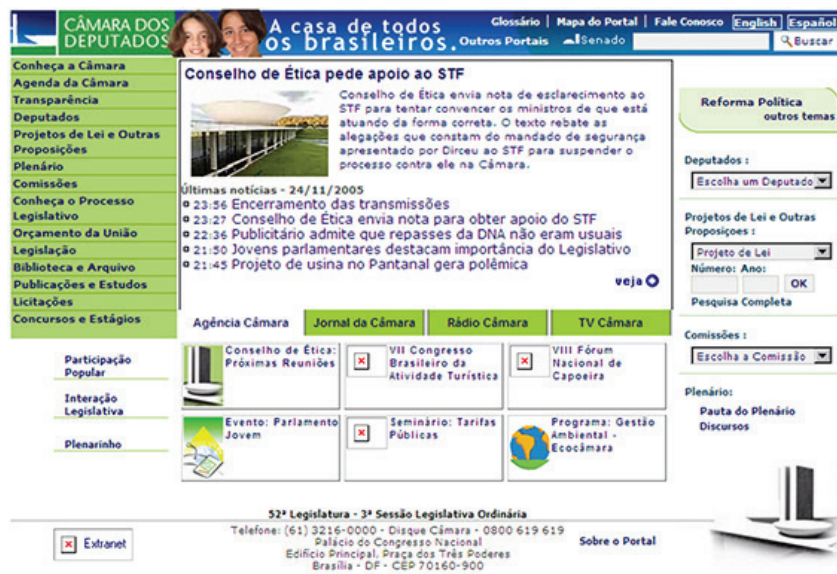 CÂMARA DOS
DEPUTADOS
A casa de todos
os brasileiros.
Glossário | Mapa do Portal | Fale Conosco English Español
Outros Portais Senado Buscar
Conheça a Câmara
Agenda da Câmara
Transparência
Deputados
Projetos de Lei e Outras
Proposições
Plenário
Comissões
Conheça o Processo
Legislativo
Orçamento da União
Legislação
Biblioteca e Arquivo
Publicações e Estudos
Licitações
Concursos e Estágios
Participação
Popular
Interação
Legislativa
Plenarinho
Conselho de Ética pede apoio ao STF
Conselho de Ética envia nota de esclarecimento ao
STF para tentar convencer os ministros de que está
atuando da forma correta. O texto rebate as
alegações que constam do mandado de segurança
apresentado por Dirceu ao STF para suspender o
processo contra ele na Câmara.
Últimas notícias - 24/11/2005
23:56 Encerramento das transmissões
23:27 Conselho de Ética envia nota para obter apoio do STF
22:36 Publicitário admite que repasses da DNA não eram usuais
21:50 Jovens parlamentares destacam importância do Legislativo
21:45 Projeto de usina no Pantanal gera polêmica
veja
Agência Câmara Jornal da Câmara Rádio Câmara TV Câmara
Conselho de Ética:
Próximas Reuniões
VII Congresso
Brasileiro da
Atividade Turística
VIII Fórum
Nacional de
Capoeira
Evento: Parlamento
Jovem
Seminário: Tarifas
Públicas
Programa: Gestão
Ambiental -
Ecocâmara
Reforma Política
outros temas
Deputados :
Escolha um Deputado
Projetos de Lei e Outras
Proposiçoes :
Projeto de Lei
Número: Ano:
OK
Pesquisa Completa
Comissões :
Escolha a Comissão
Plenário:
Pauta do Plenário
Discursos
52ª Legislatura - 3ª Sessão Legislativa Ordinária
Extranet
Telefone: (61) 3216-0000 - Disque Câmara - 0800 619 619
Palácio do Congresso Nacional
Edifício Principal, Praça dos Três Poderes
Brasília - DF - CEP 70160-900
Sobre o Portal